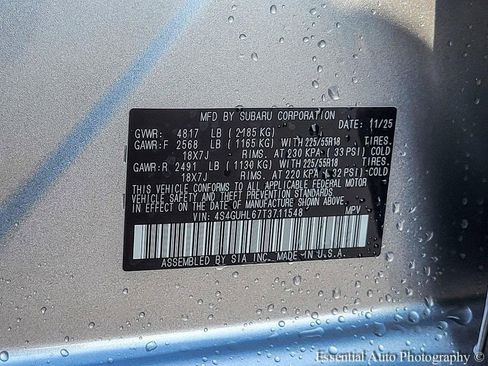 MFD BY SUBARU CORPORATION DATE: 11/25
GVWR: 4817 LB (2185 KG)
GAWR:F 2568 LB (1165 KG) WITH 225/55R18 TIRES.
18X7J RIMS. AT 230 KPA (33 PSI) COLD
GAWR:R 2491 LB (1130 KG) WITH 225/55R18 TIRES.
18X7J RIMS. AT 220 KPA (32 PSI) COLD
THIS VEHICLE CONFORMS TO ALL APPLICABLE FEDERAL MOTOR
VEHICLE SAFETY AND BUMPER STANDARDS
IN EFFECT ON THE DATE OF MANUFACTURE SHOWN ABOVE
VIN: 4S4GUHL67T3711548 MPV
ASSEMBLED BY SIA INC. MADE IN U.S.A.
Essential Auto Photography ©